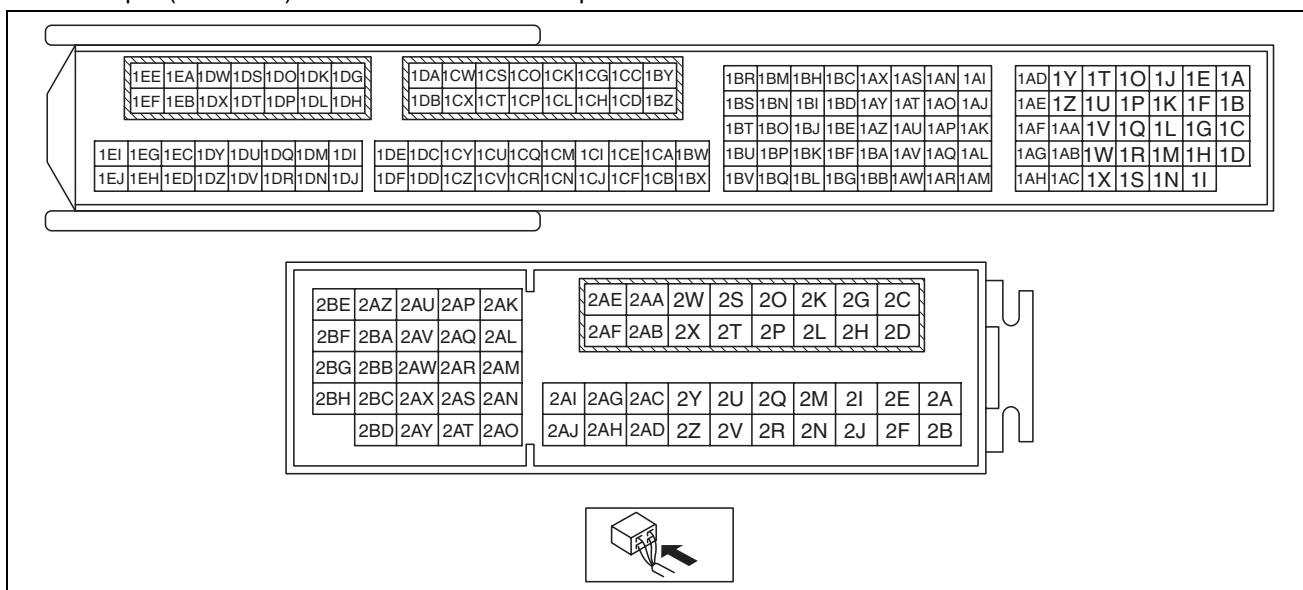 1EE 1EA 1DW 1DS 1DO 1DK 1DG
1EF 1EB 1DX 1DT 1DP 1DL 1DH
1DA 1CW 1CS 1CO 1CK 1CG 1CC 1BY
1DB 1CX 1CT 1CP 1CL 1CH 1CD 1BZ
1EI 1EG 1EC 1DY 1DU 1DQ 1DM 1DI
1EJ 1EH 1ED 1DZ 1DV 1DR 1DN 1DJ
1DE 1DC 1CY 1CU 1CQ 1CM 1CI 1CE 1CA 1BW
1DF 1DD 1CZ 1CV 1CR 1CN 1CJ 1CF 1CB 1BX
1BR 1BM 1BH 1BC 1AX 1AS 1AN 1AI
1BS 1BN 1BI 1BD 1AY 1AT 1AO 1AJ
1BT 1BO 1BJ 1BE 1AZ 1AU 1AP 1AK
1BU 1BP 1BK 1BF 1BA 1AV 1AQ 1AL
1BV 1BQ 1BL 1BG 1BB 1AW 1AR 1AM
1AD 1Y 1T 1O 1J 1E 1A
1AE 1Z 1U 1P 1K 1F 1B
1AF 1AA 1V 1Q 1L 1G 1C
1AG 1AB 1W 1R 1M 1H 1D
1AH 1AC 1X 1S 1N 1I
2BE 2AZ 2AU 2AP 2AK
2BF 2BA 2AV 2AQ 2AL
2BG 2BB 2AW 2AR 2AM
2BH 2BC 2AX 2AS 2AN
2BD 2AY 2AT 2AO
2AE 2AA 2W 2S 2O 2K 2G 2C
2AF 2AB 2X 2T 2P 2L 2H 2D
2AI 2AG 2AC 2Y 2U 2Q 2M 2I 2E 2A
2AJ 2AH 2AD 2Z 2V 2R 2N 2J 2F 2B